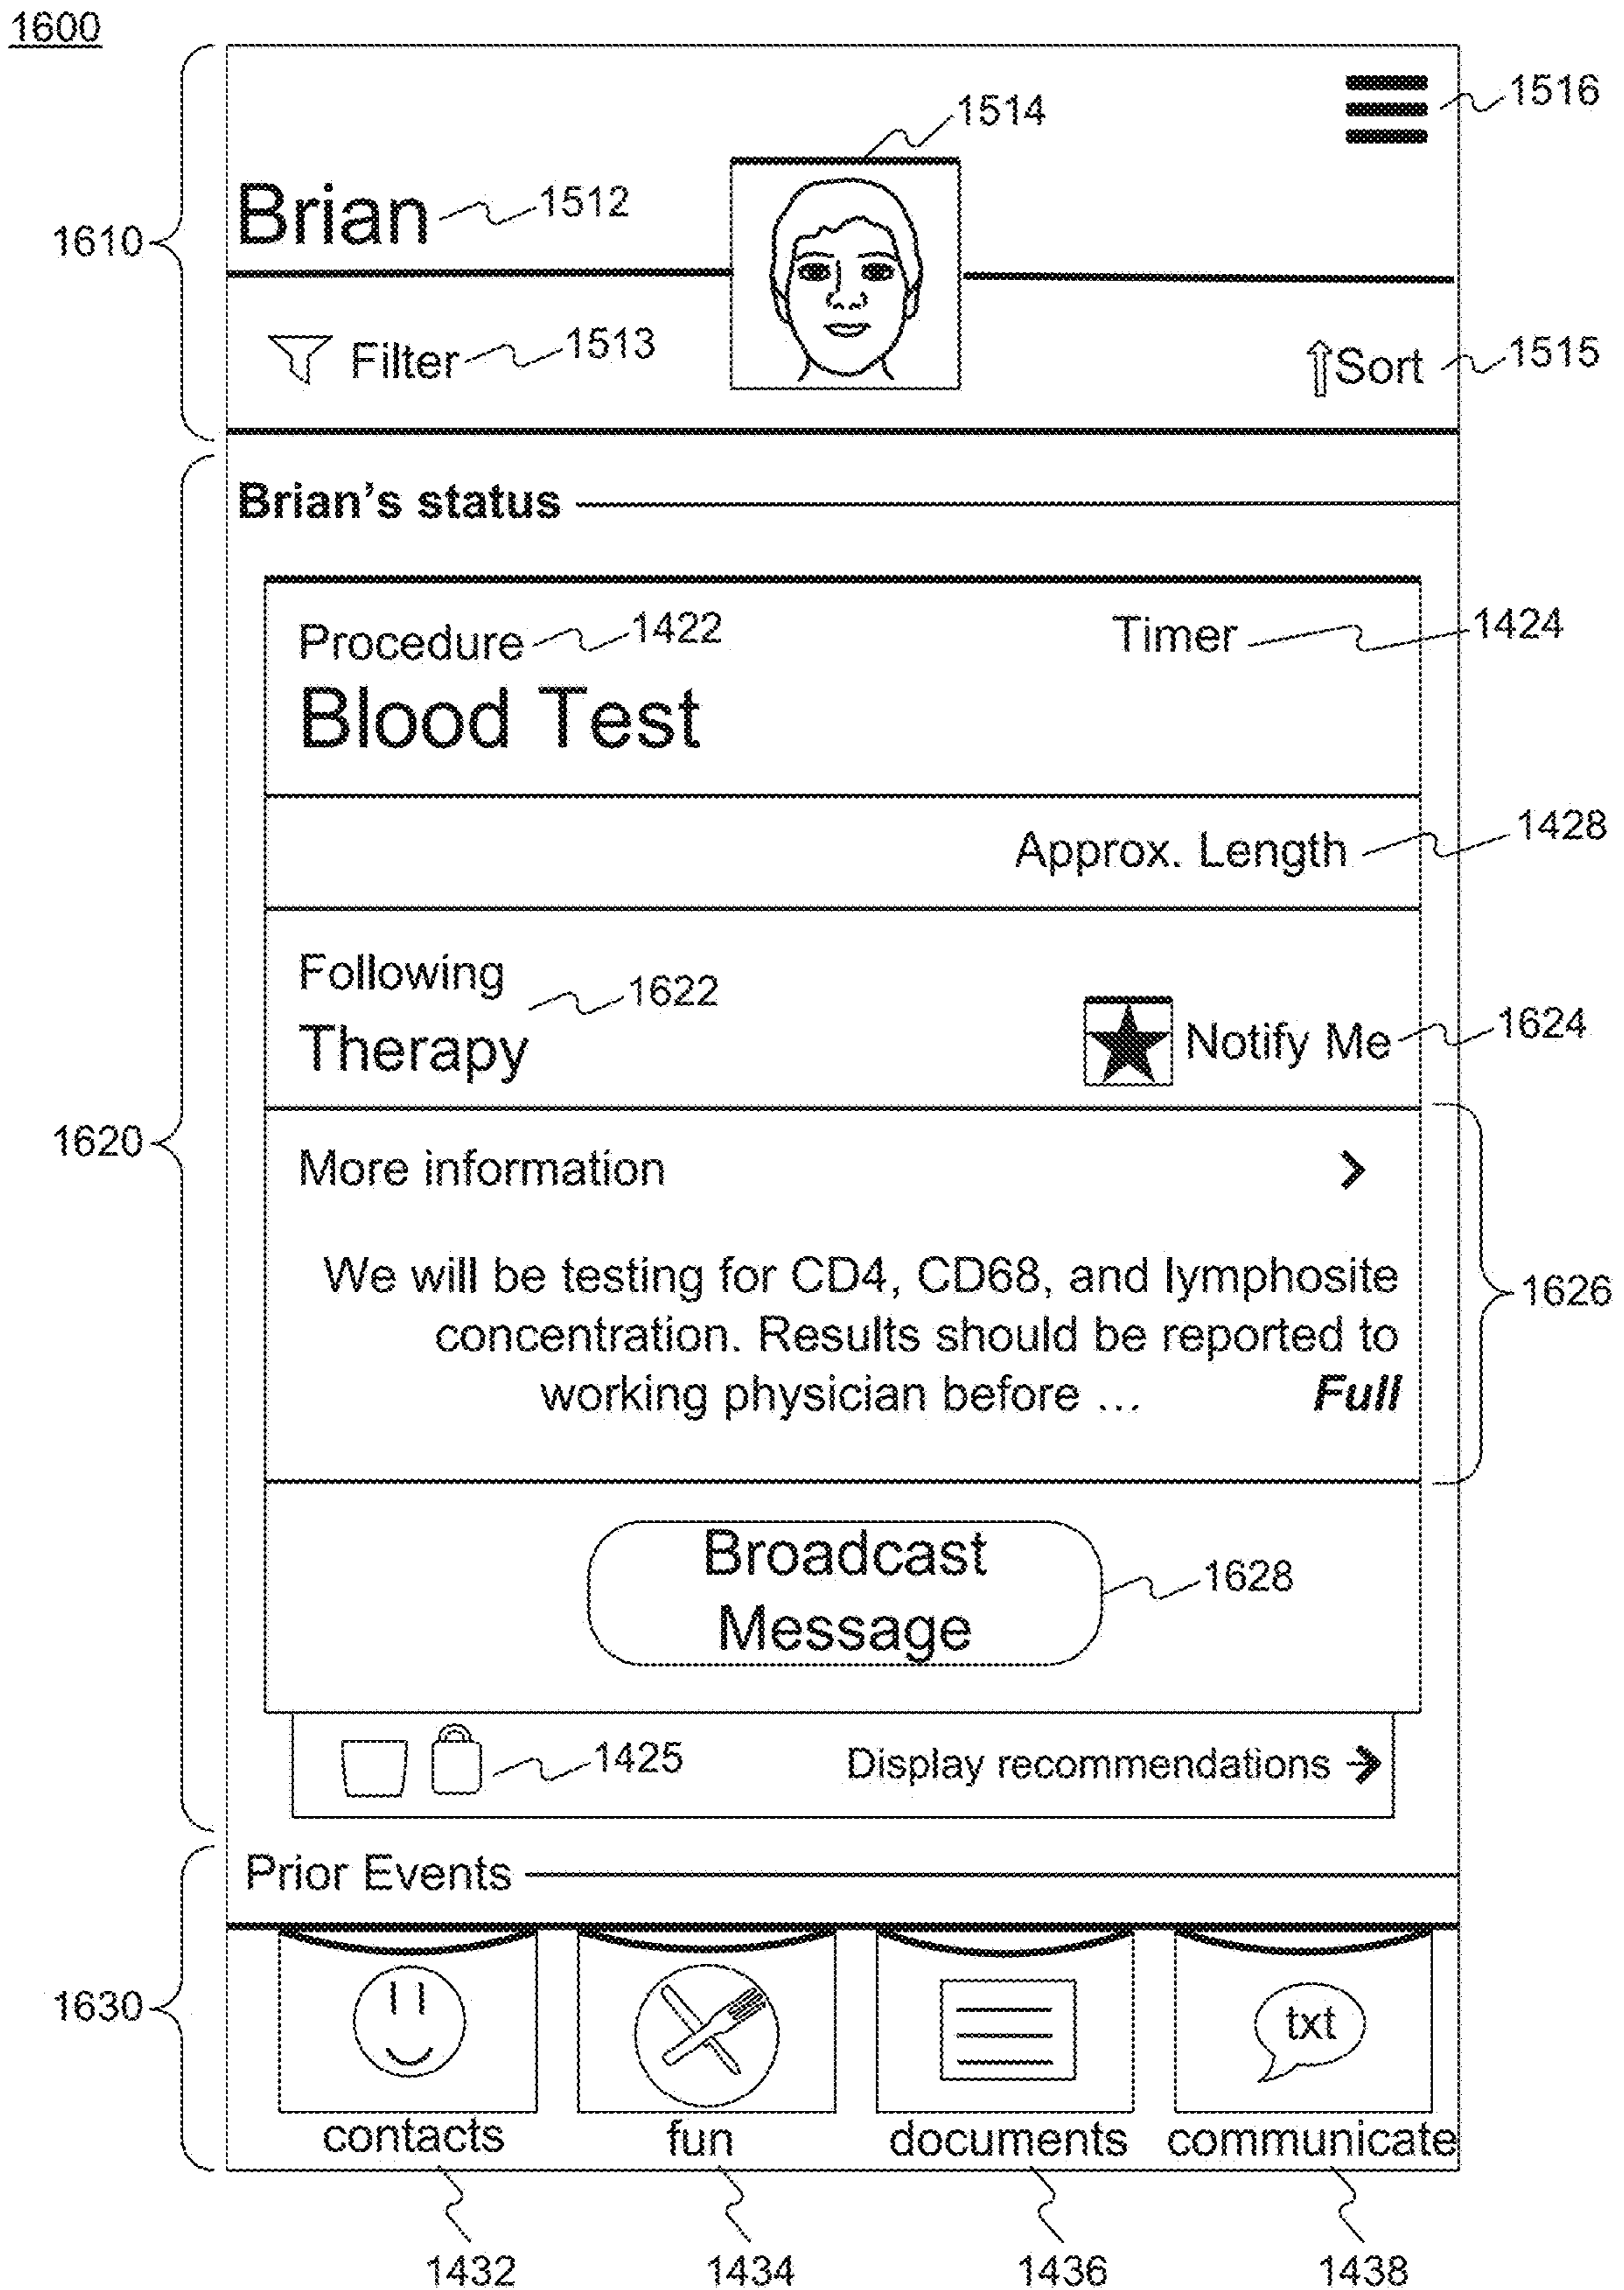 1600
1516
1514
Brian
1512
1610
Filter
1513
Sort
1515
Brian's status
Procedure
1422
Timer
1424
Blood Test
Approx. Length
1428
Following
1622
Therapy
Notify Me
1624
1620
More information
We will be testing for CD4, CD68, and lymphosite
concentration. Results should be reported to
working physician before ... Full
1626
Broadcast
Message
1628
1425
Display recommendations
Prior Events
1630
txt
contacts
fun
documents
communicate
1432
1434
1436
1438